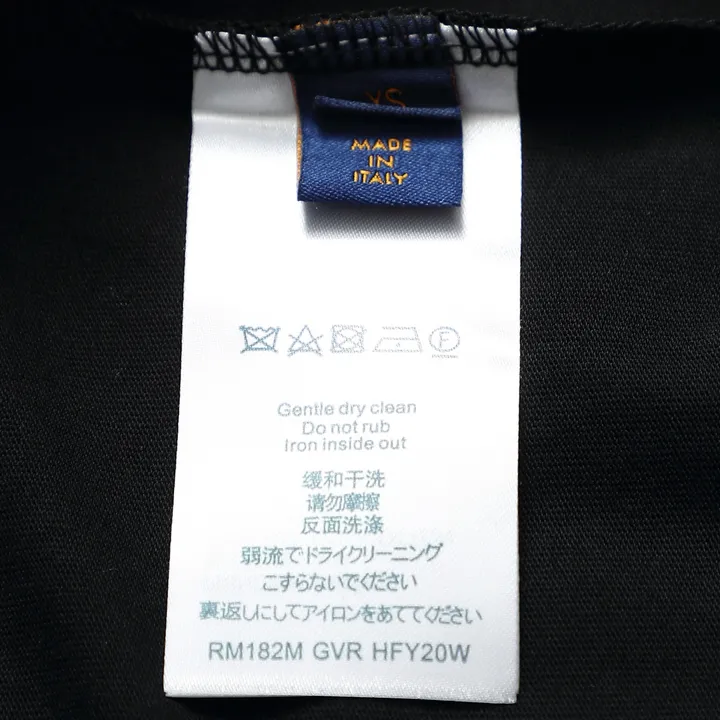 XS
MADE
IN
ITALY
F
Gentle dry clean
Do not rub
Iron inside out
缓和干洗
请勿摩擦
反面洗涤
弱流でドライクリーニング
こすらないでください
裏返しにしてアイロンをあててください
RM182M GVR HFY20W